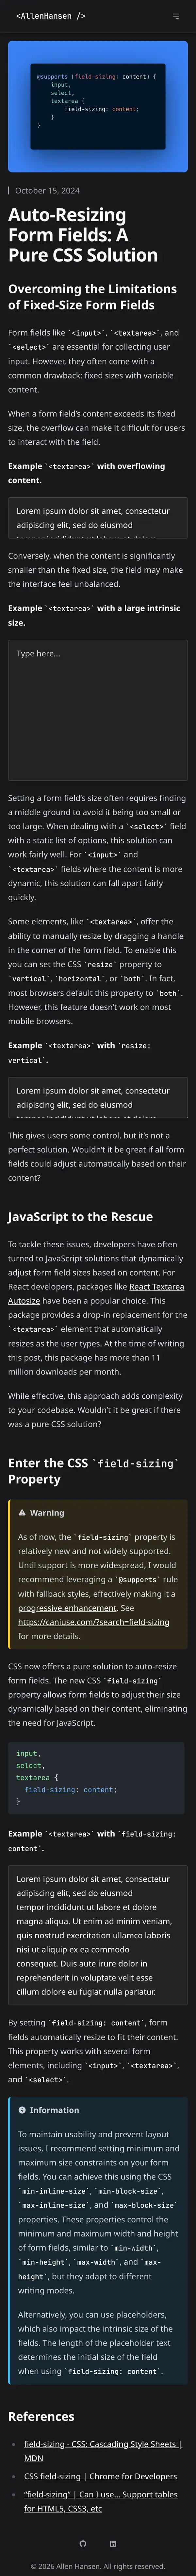 <AllenHansen />
@supports (field-sizing: content) {
input,
select,
textarea {
field-sizing: content;
}
}
October 15, 2024
Auto-Resizing
Form Fields: A
Pure CSS Solution
Overcoming the Limitations
of Fixed-Size Form Fields
Form fields like `<input>`, `<textarea>`, and
`<select>` are essential for collecting user
input. However, they often come with a
common drawback: fixed sizes with variable
content.
When a form field's content exceeds its fixed
size, the overflow can make it difficult for users
to interact with the field.
Example `<textarea>` with overflowing
content.
Lorem ipsum dolor sit amet, consectetur
adipiscing elit, sed do eiusmod
tempor incididunt ut labore et dolore
Conversely, when the content is significantly
smaller than the fixed size, the field may make
the interface feel unbalanced.
Example `<textarea>` with a large intrinsic
size.
Type here...
Setting a form field's size often requires finding
a middle ground to avoid it being too small or
too large. When dealing with a `<select>` field
with a static list of options, this solution can
work fairly well. For `<input>` and
`<textarea>` fields where the content is more
dynamic, this solution can fall apart fairly
quickly.
Some elements, like `<textarea>`, offer the
ability to manually resize by dragging a handle
in the corner of the form field. To enable this
you can set the CSS `resize` property to
`vertical`, `horizontal`, or `both`. In fact,
most browsers default this property to `both`.
However, this feature doesn't work on most
mobile browsers.
Example `<textarea>` with `resize:
vertical`.
Lorem ipsum dolor sit amet, consectetur
adipiscing elit, sed do eiusmod
tempor incididunt ut labore et dolore
This gives users some control, but it's not a
perfect solution. Wouldn't it be great if all form
fields could adjust automatically based on their
content?
JavaScript to the Rescue
To tackle these issues, developers have often
turned to JavaScript solutions that dynamically
adjust form field sizes based on content. For
React developers, packages like React Textarea
Autosize have been a popular choice. This
package provides a drop-in replacement for the
`<textarea>` element that automatically
resizes as the user types. At the time of writing
this post, this package has more than 11
million downloads per month.
While effective, this approach adds complexity
to your codebase. Wouldn't it be great if there
was a pure CSS solution?
Enter the CSS `field-sizing`
Property
Warning
As of now, the `field-sizing` property is
relatively new and not widely supported.
Until support is more widespread, I would
recommend leveraging a `@supports` rule
with fallback styles, effectively making it a
progressive enhancement. See
https://caniuse.com/?search=field-sizing
for more details.
CSS now offers a pure solution to auto-resize
form fields. The new CSS `field-sizing`
property allows form fields to adjust their size
dynamically based on their content, eliminating
the need for JavaScript.
input,
select,
textarea {
field-sizing: content;
}
Example `<textarea>` with `field-sizing:
content`.
Lorem ipsum dolor sit amet, consectetur
adipiscing elit, sed do eiusmod
tempor incididunt ut labore et dolore
magna aliqua. Ut enim ad minim veniam,
quis nostrud exercitation ullamco laboris
nisi ut aliquip ex ea commodo
consequat. Duis aute irure dolor in
reprehenderit in voluptate velit esse
cillum dolore eu fugiat nulla pariatur.
By setting `field-sizing: content`, form
fields automatically resize to fit their content.
This property works with several form
elements, including `<input>`, `<textarea>`,
and `<select>`.
Information
To maintain usability and prevent layout
issues, I recommend setting minimum and
maximum size constraints on your form
fields. You can achieve this using the CSS
`min-inline-size`, `min-block-size`,
`max-inline-size`, and `max-block-size`
properties. These properties control the
minimum and maximum width and height
of form fields, similar to `min-width`,
`min-height`, `max-width`, and `max-
height`, but they adapt to different
writing modes.
Alternatively, you can use placeholders,
which also impact the intrinsic size of the
fields. The length of the placeholder text
determines the initial size of the field
when using `field-sizing: content`.
References
field-sizing - CSS: Cascading Style Sheets |
MDN
CSS field-sizing | Chrome for Developers
"field-sizing" | Can I use... Support tables
for HTML5, CSS3, etc
© 2026 Allen Hansen. All rights reserved.